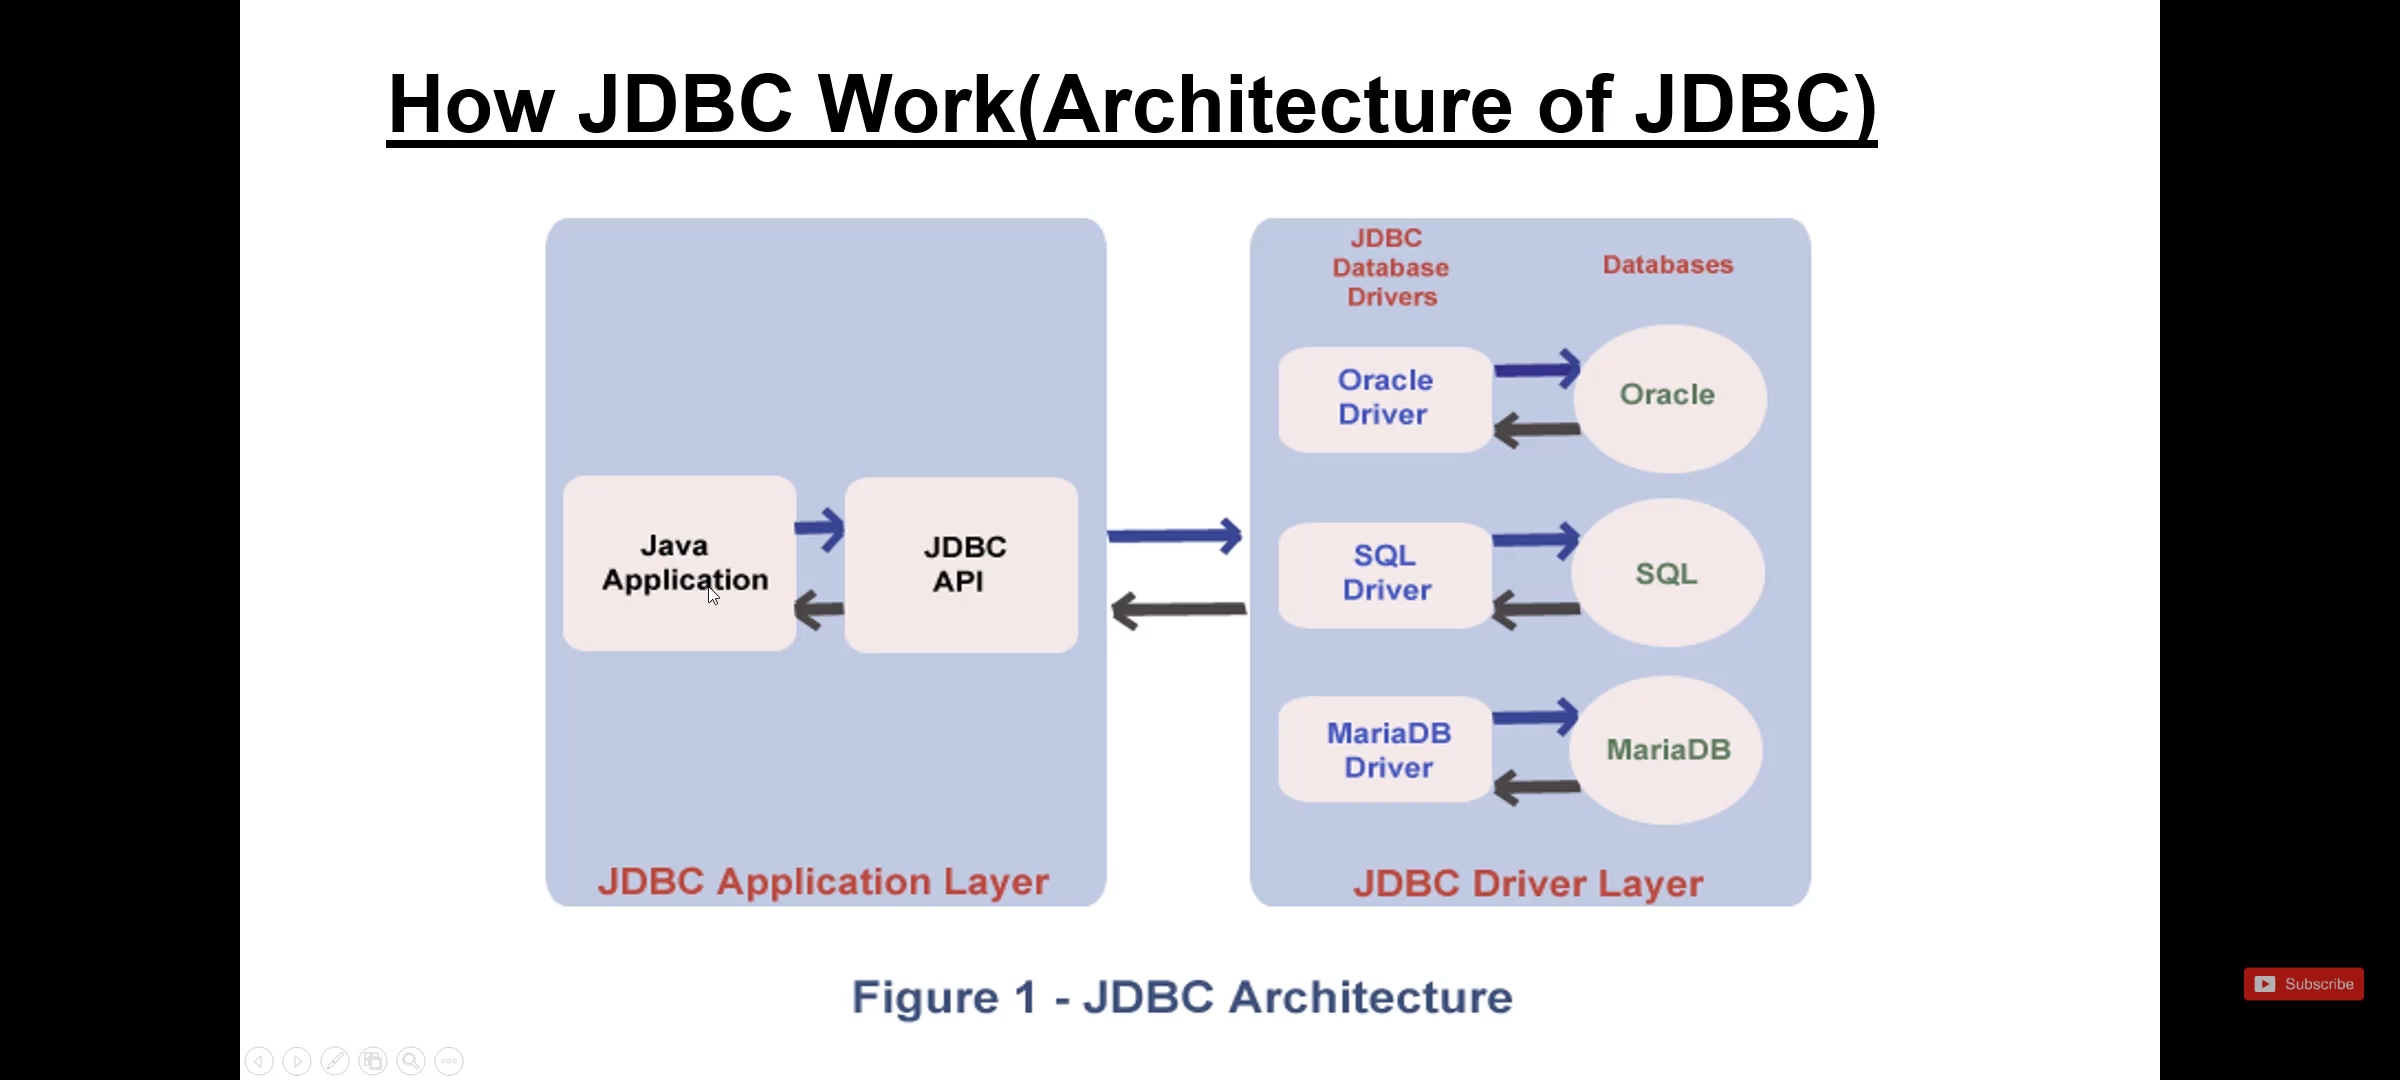 How JDBC Work(Architecture of JDBC)
Java
Application
JDBC
API
JDBC Application Layer
JDBC
Database
Drivers
Databases
Oracle
Driver
Oracle
SQL
Driver
SQL
MariaDB
Driver
MariaDB
JDBC Driver Layer
Figure 1 - JDBC Architecture
Subscribe